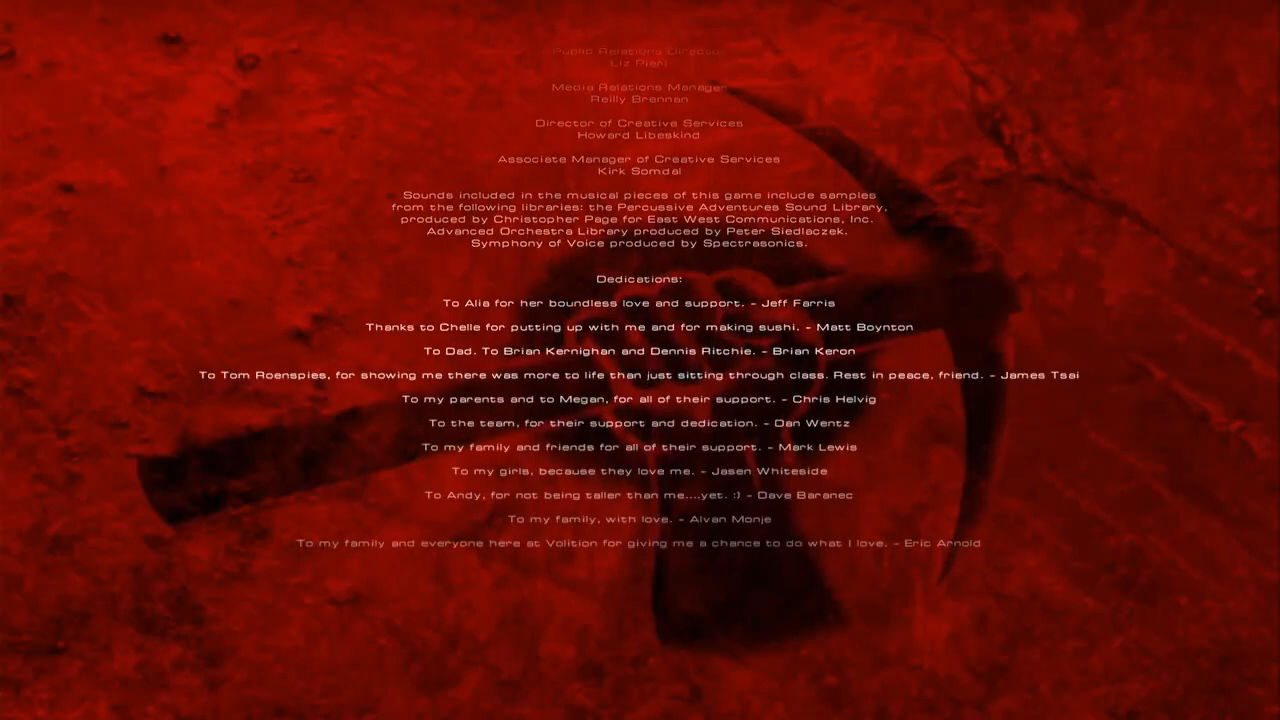 Public Relations Director
Liz Pieri
Media Relations Manager
Reilly Brennan
Director of Creative Services
Howard Libeskind
Associate Manager of Creative Services
Kirk Somdal
Sounds included in the musical pieces of this game include samples
from the following libraries: the Percussive Adventures Sound Library,
produced by Christopher Page for East West Communications, Inc.
Advanced Orchestra Library produced by Peter Siedlaczek.
Symphony of Voice produced by Spectrasonics.
Dedications:
To Alia for her boundless love and support. - Jeff Farris
Thanks to Chelle for putting up with me and for making sushi. - Matt Boynton
To Dad. To Brian Kernighan and Dennis Ritchie. - Brian Keron
To Tom Roenspies, for showing me there was more to life than just sitting through class. Rest in peace, friend. - James Tsai
To my parents and to Megan, for all of their support. - Chris Helvig
To the team, for their support and dedication. - Dan Wentz
To my family and friends for all of their support. - Mark Lewis
To my girls, because they love me. - Jasen Whiteside
To Andy, for not being taller than me....yet. :) - Dave Baranec
To my family, with love. - Alvan Monje
To my family and everyone here at Volition for giving me a chance to do what I love. - Eric Arnold